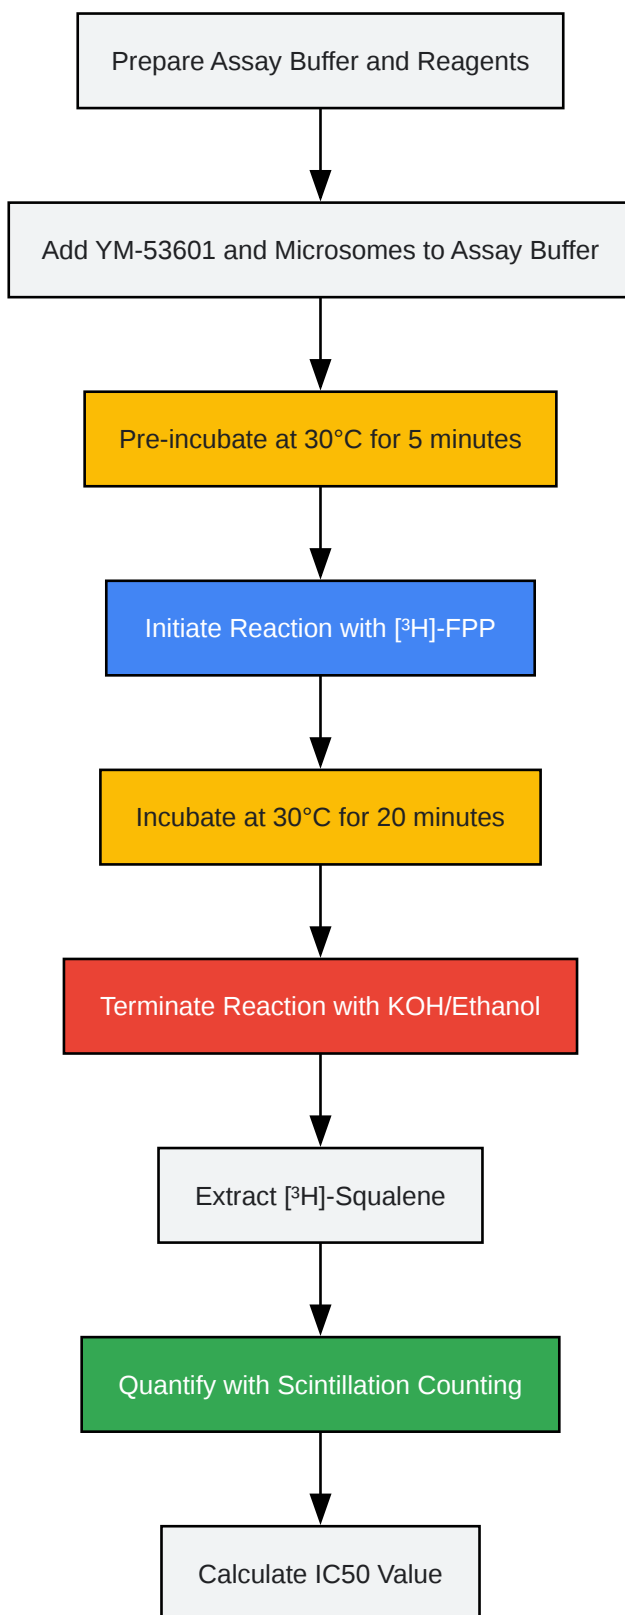 Prepare Assay Buffer and Reagents
Add YM-53601 and Microsomes to Assay Buffer
Pre-incubate at 30°C for 5 minutes
Initiate Reaction with [³H]-FPP
Incubate at 30°C for 20 minutes
Terminate Reaction with KOH/Ethanol
Extract [³H]-Squalene
Quantify with Scintillation Counting
Calculate IC50 Value